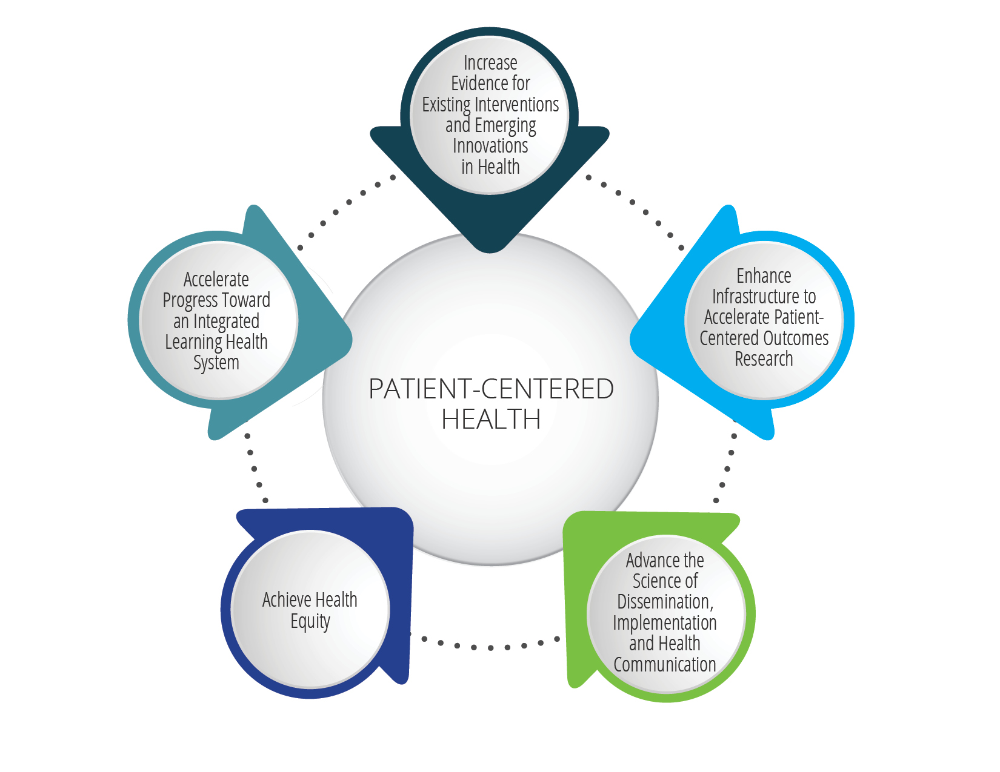 Increase
Evidence for
Existing Interventions
and Emerging
Innovations
in Health
Accelerate
Progress Toward
an Integrated
Learning Health
System
Enhance
Infrastructure to
Accelerate Patient-
Centered Outcomes
Research
PATIENT-CENTERED
HEALTH
Achieve Health
Equity
Advance the
Science of
Dissemination,
Implementation
and Health
Communication